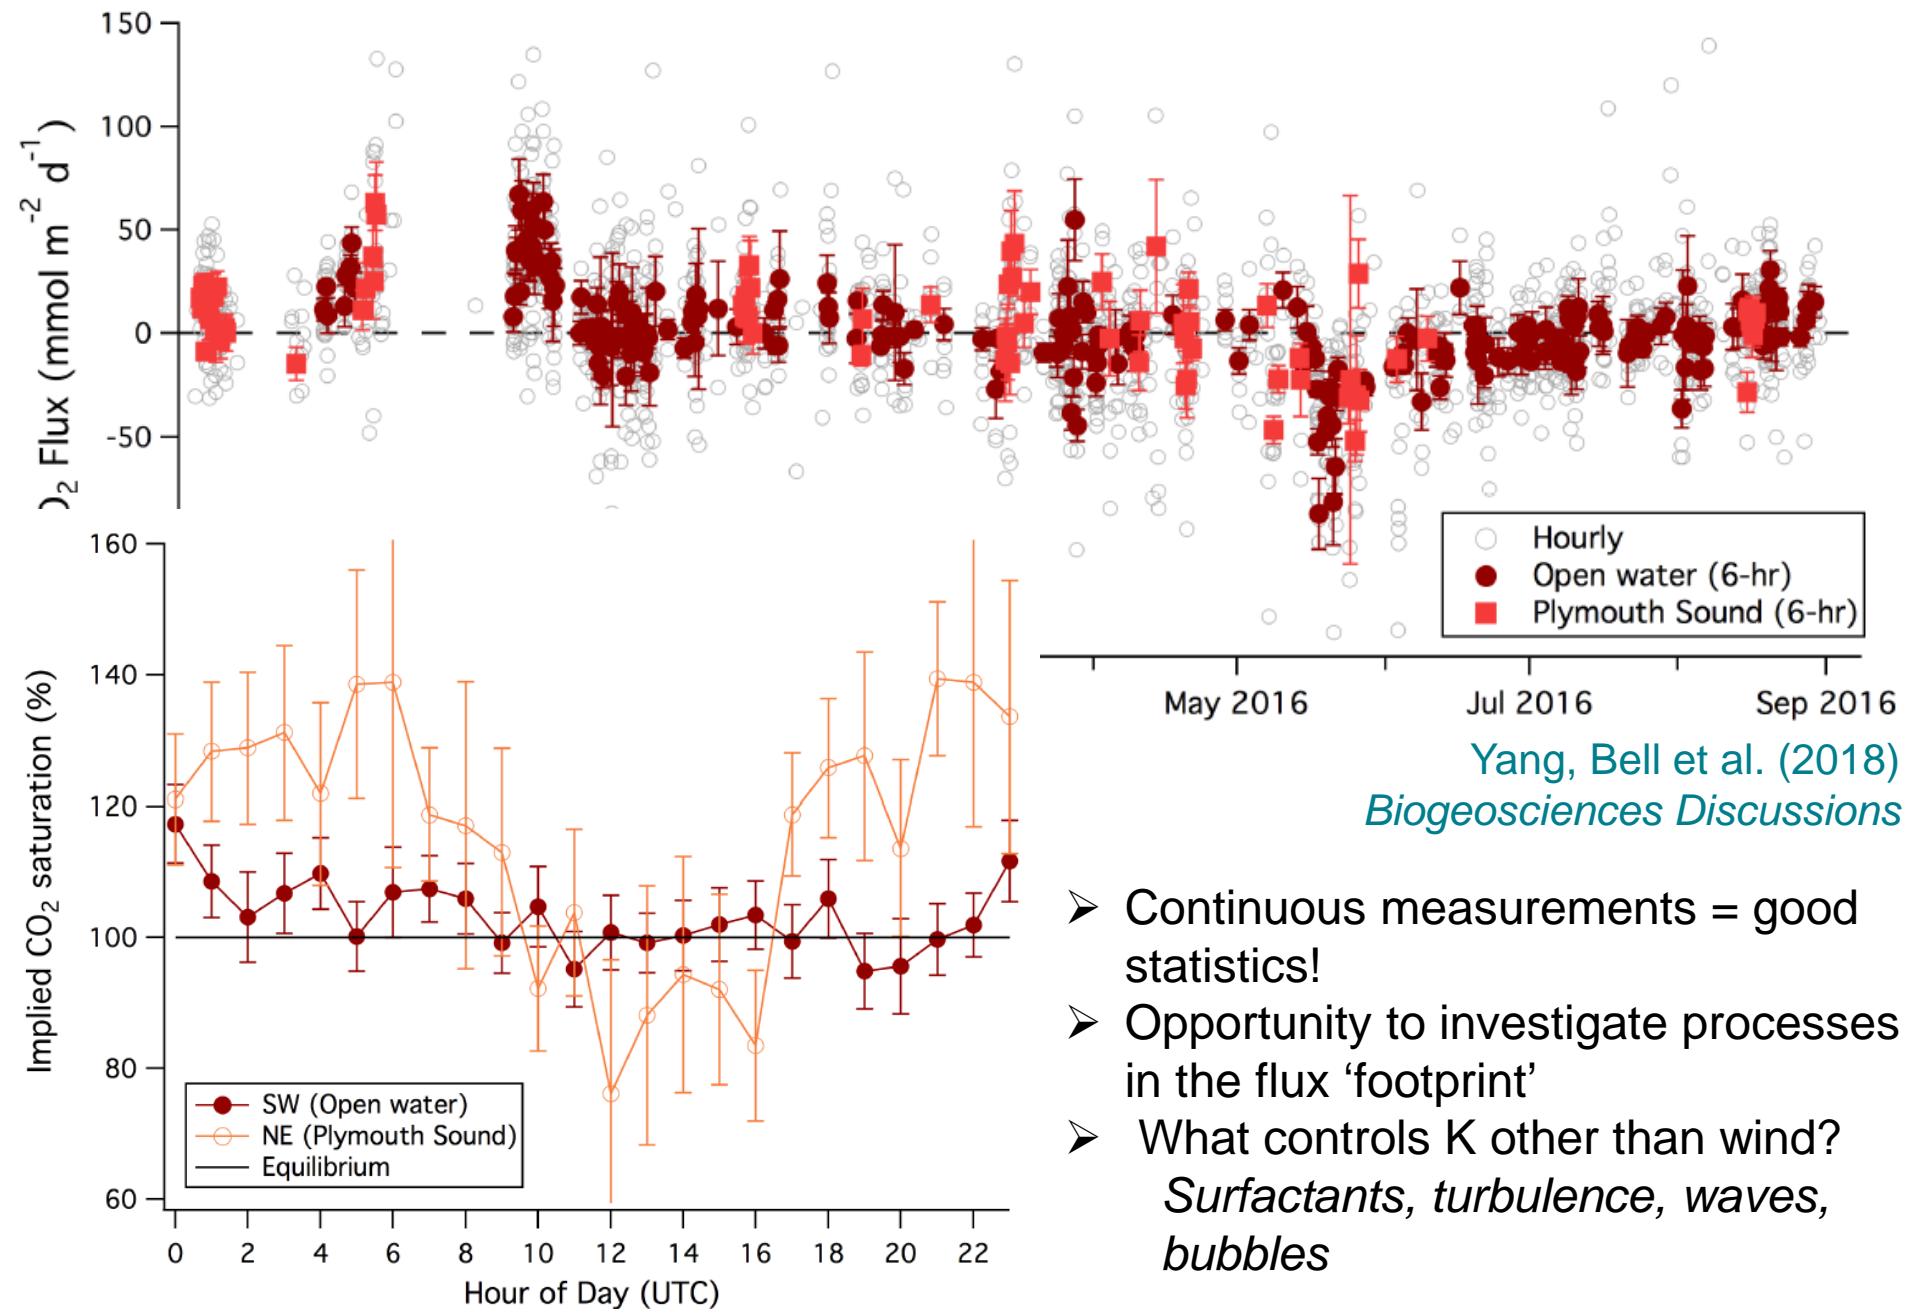 150
100
50
0
-50
O₂ Flux (mmol m⁻² d⁻¹)
Hourly
Open water (6-hr)
Plymouth Sound (6-hr)
May 2016
Jul 2016
Sep 2016
Yang, Bell et al. (2018)
Biogeosciences Discussions
160
140
120
100
80
60
Implied CO₂ saturation (%)
SW (Open water)
NE (Plymouth Sound)
Equilibrium
0 2 4 6 8 10 12 14 16 18 20 22
Hour of Day (UTC)
➢ Continuous measurements = good
statistics!
➢ Opportunity to investigate processes
in the flux ‘footprint’
➢ What controls K other than wind?
Surfactants, turbulence, waves,
bubbles